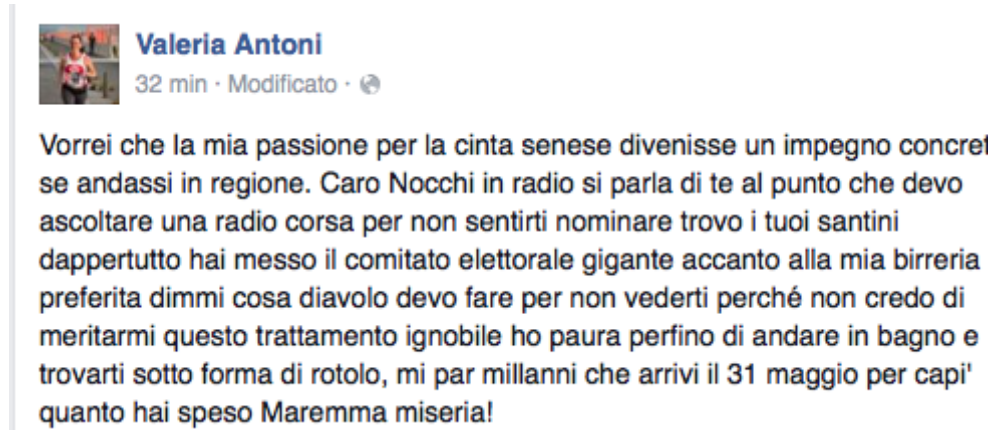 Valeria Antoni
32 min · Modificato ·
Vorrei che la mia passione per la cinta senese divenisse un impegno concret
se andassi in regione. Caro Nocchi in radio si parla di te al punto che devo
ascoltare una radio corsa per non sentirti nominare trovo i tuoi santini
dappertutto hai messo il comitato elettorale gigante accanto alla mia birreria
preferita dimmi cosa diavolo devo fare per non vederti perché non credo di
meritarmi questo trattamento ignobile ho paura perfino di andare in bagno e
trovarti sotto forma di rotolo, mi par millanni che arrivi il 31 maggio per capi'
quanto hai speso Maremma miseria!